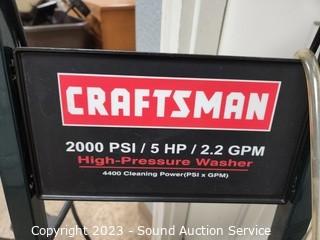 CRAFTSMAN
2000 PSI / 5 HP / 2.2 GPM
High-Pressure Washer
4400 Cleaning Power(PSI x GPM)
Copyright 2023 - Sound Auction Service